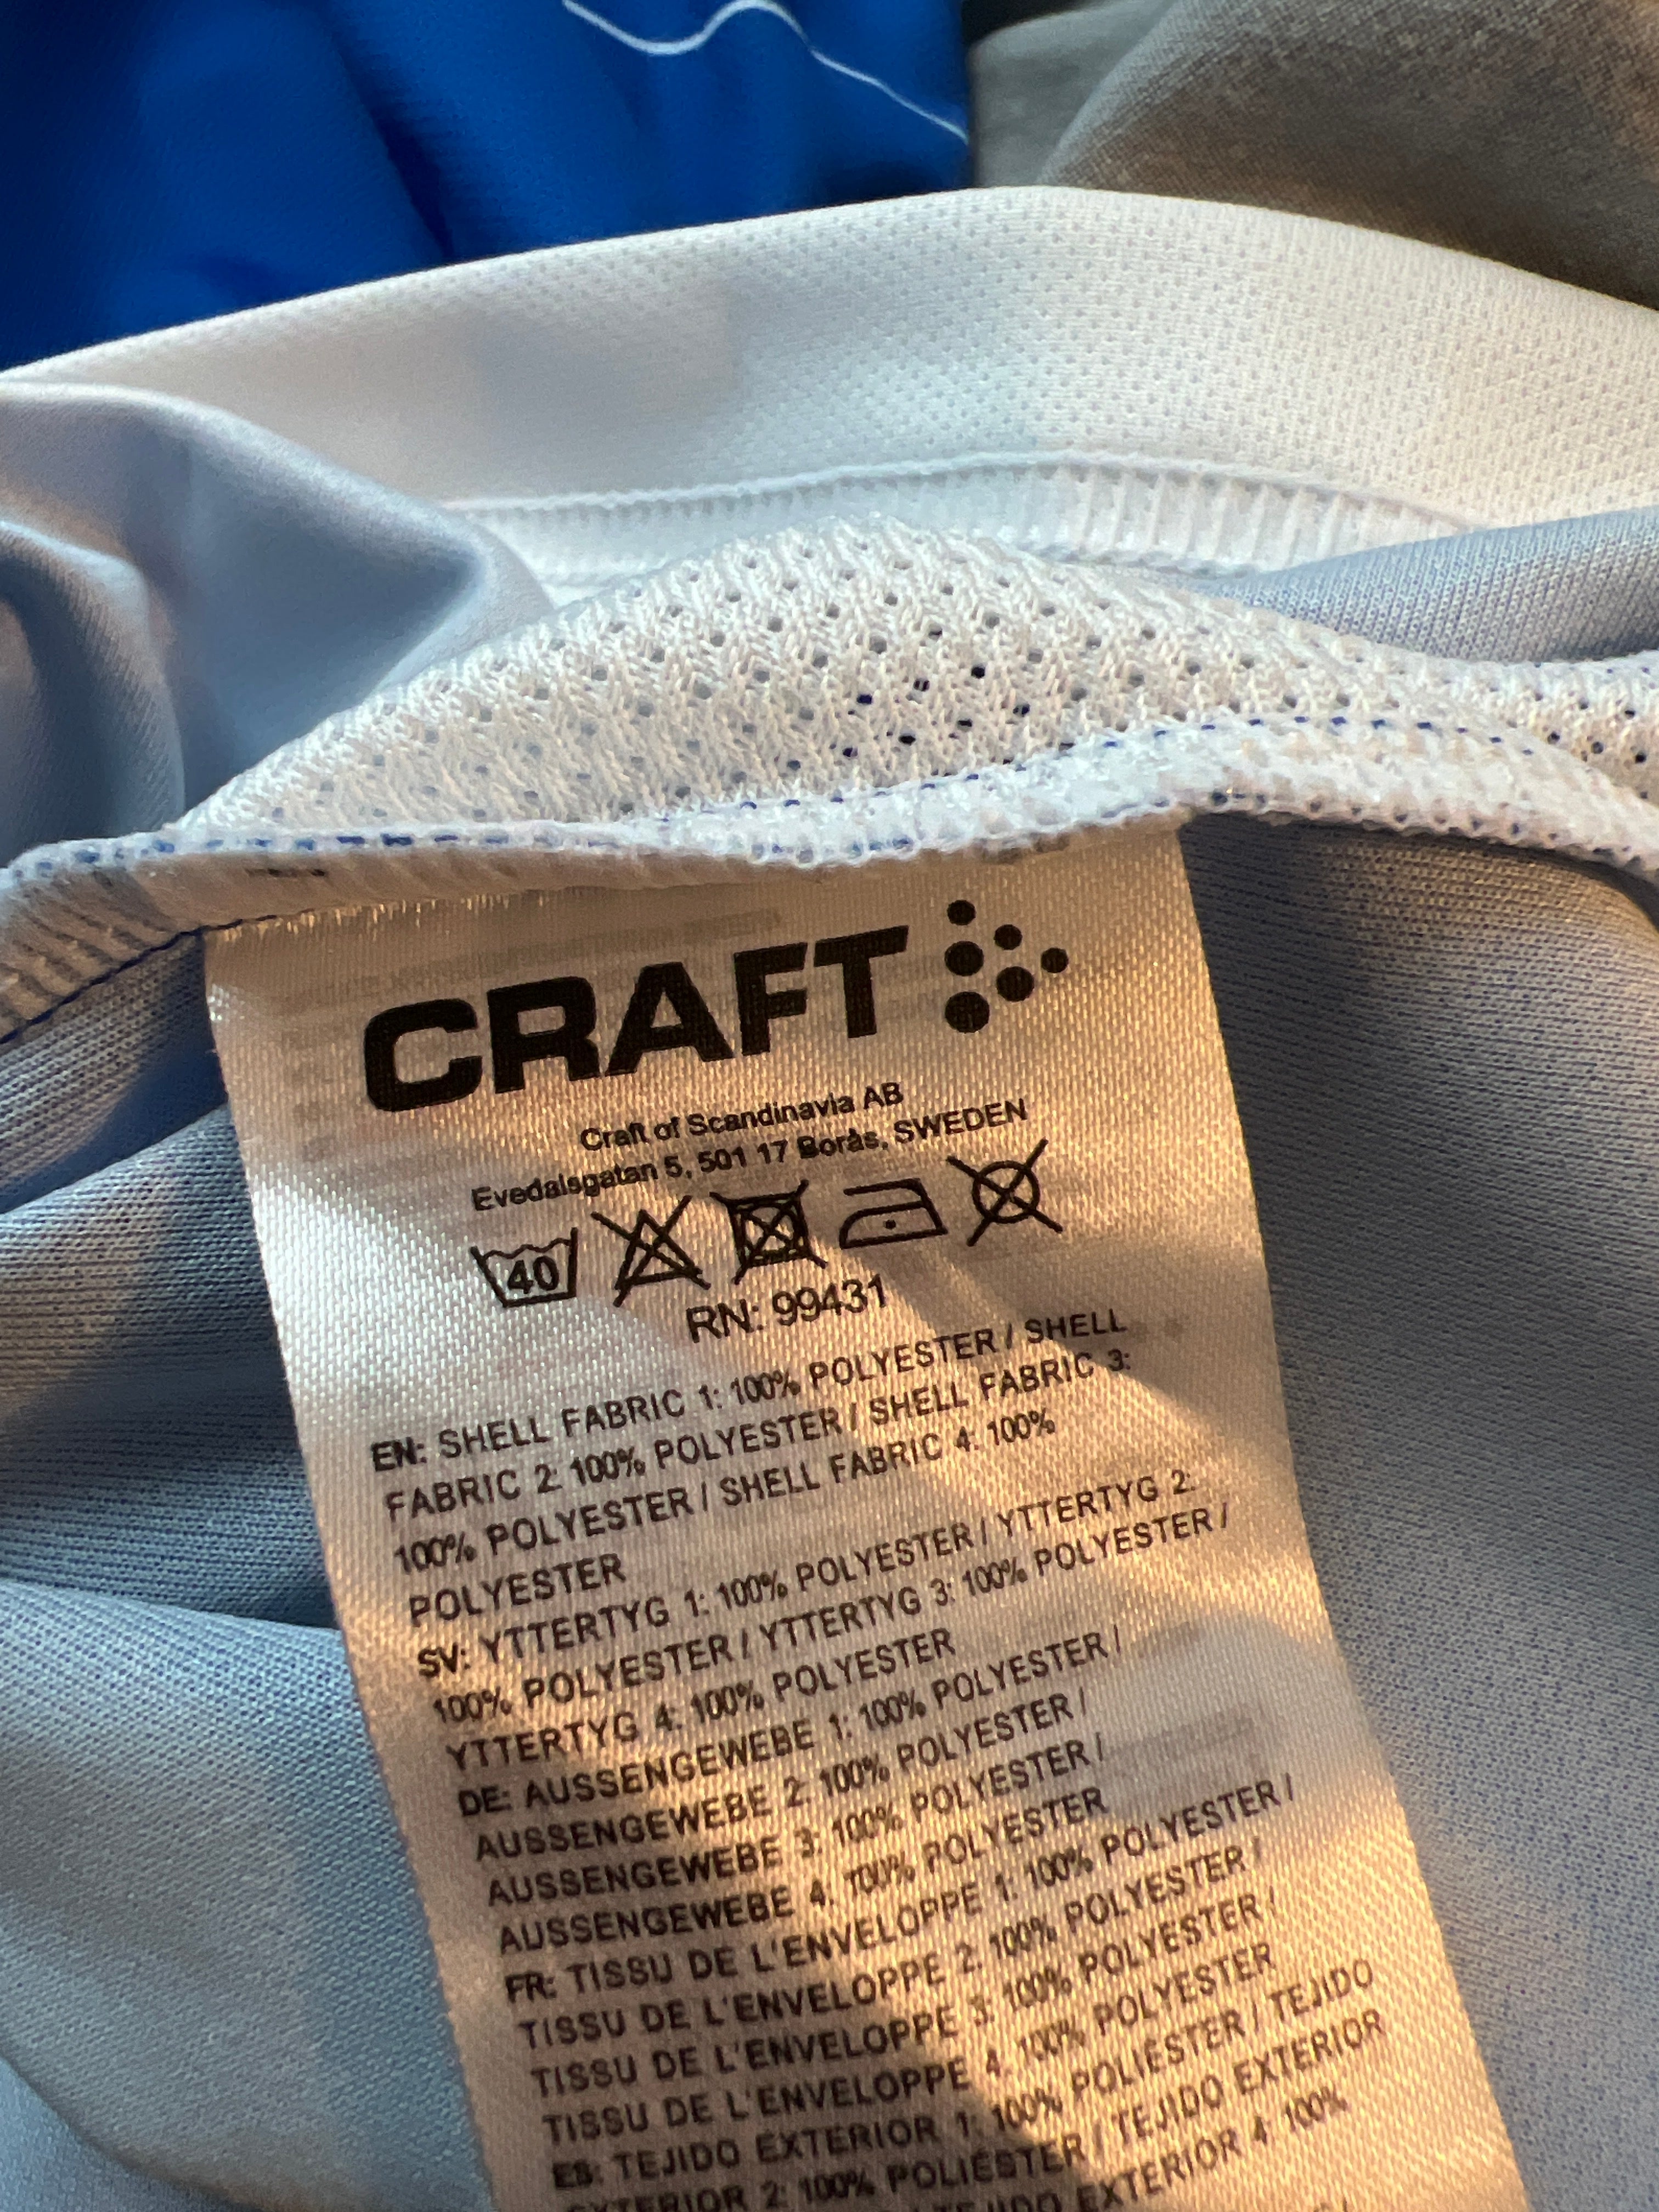 CRAFT
Craft of Scandinavia AB
Evedalsgatan 5, 501 17 Borås, SWEDEN
40
RN: 99431
EN: SHELL FABRIC 1: 100% POLYESTER / SHELL
FABRIC 2: 100% POLYESTER / SHELL FABRIC 3:
100% POLYESTER / SHELL FABRIC 4: 100%
POLYESTER
SV: YTTERTYG 1: 100% POLYESTER / YTTERTYG 2:
100% POLYESTER / YTTERTYG 3: 100% POLYESTER /
YTTERTYG 4: 100% POLYESTER
DE: AUSSENGEWEBE 1: 100% POLYESTER /
AUSSENGEWEBE 2: 100% POLYESTER /
AUSSENGEWEBE 3: 100% POLYESTER /
AUSSENGEWEBE 4: 100% POLYESTER
FR: TISSU DE L'ENVELOPPE 1: 100% POLYESTER /
TISSU DE L'ENVELOPPE 2: 100% POLYESTER /
TISSU DE L'ENVELOPPE 3: 100% POLYESTER /
TISSU DE L'ENVELOPPE 4: 100% POLYESTER
ES: TEJIDO EXTERIOR 1: 100% POLIÉSTER / TEJIDO
EXTERIOR 2: 100% POLIÉSTER / TEJIDO EXTERIOR
TEJIDO EXTERIOR 4: 100%